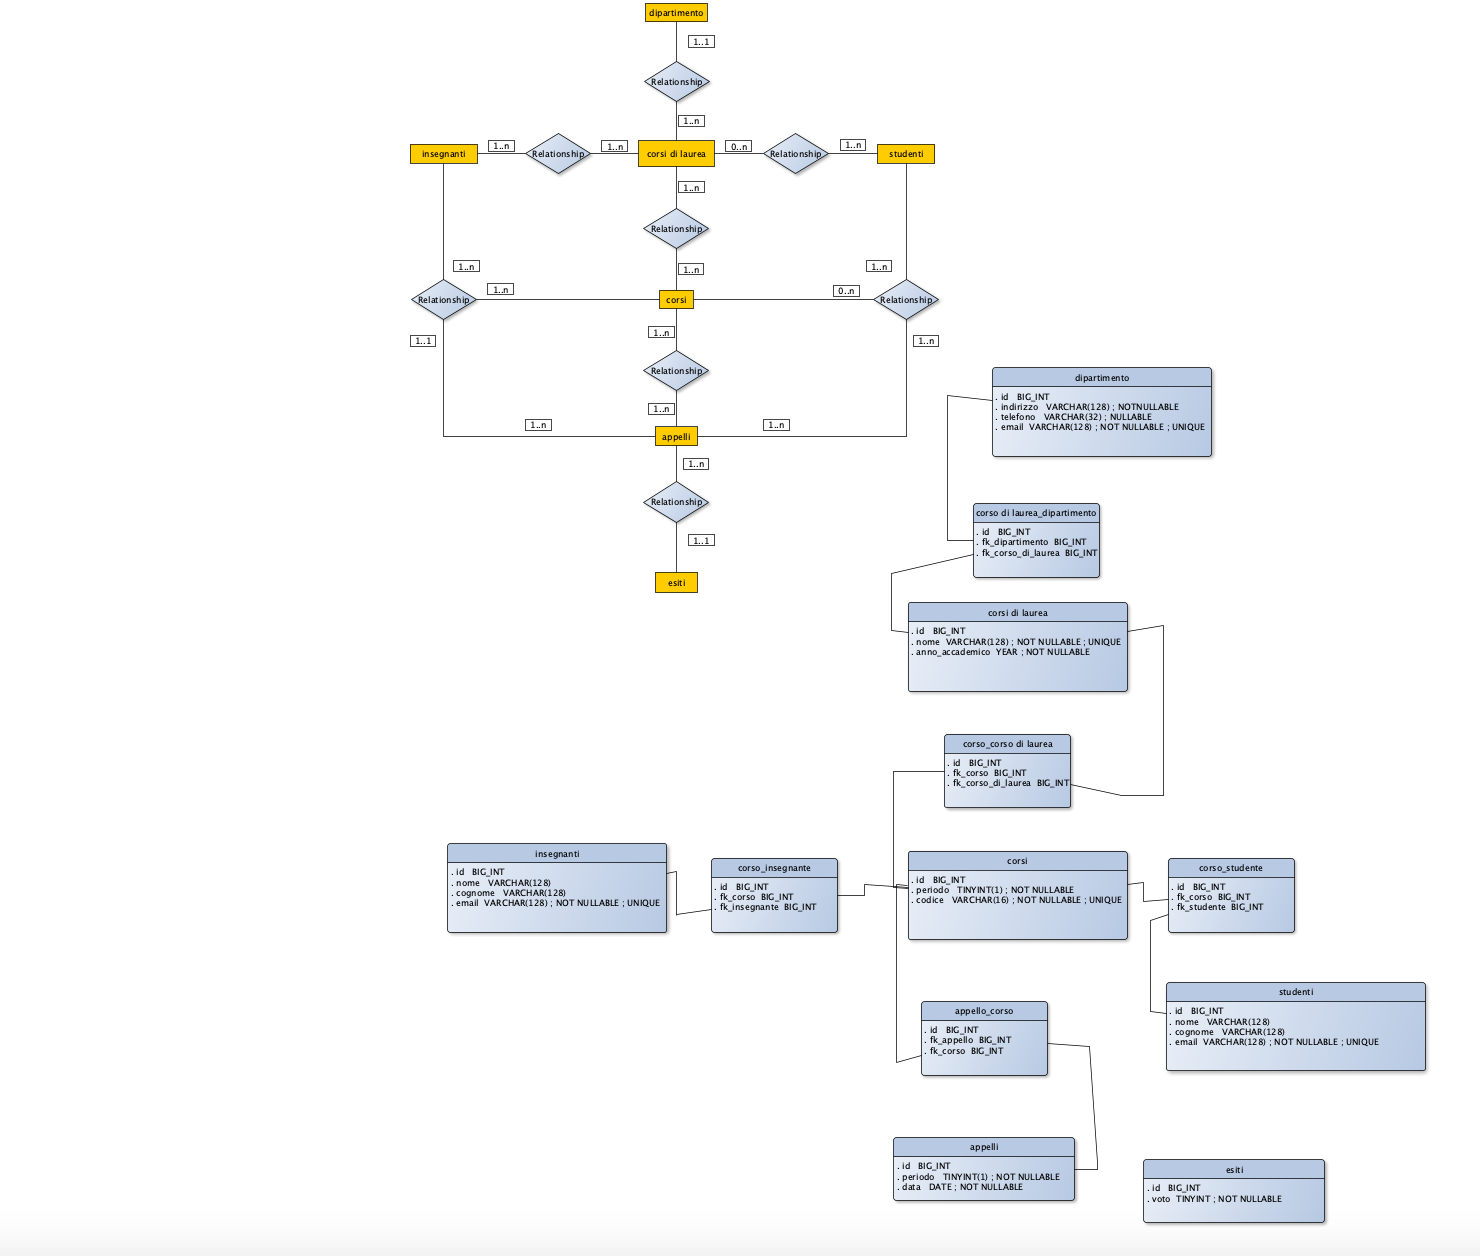 dipartimento
1..1
Relationship
1..n
insegnanti
1..n
Relationship
1..n
corsi di laurea
0..n
Relationship
1..n
studenti
1..n
Relationship
1..n
1..n
1..n
Relationship
1..n
corsi
0..n
Relationship
1..1
1..n
1..n
Relationship
1..n
1..n
appelli
1..n
1..n
Relationship
1..1
esiti
dipartimento
. id BIG_INT
. indirizzo VARCHAR(128) ; NOTNULLABLE
. telefono VARCHAR(32) ; NULLABLE
. email VARCHAR(128) ; NOT NULLABLE ; UNIQUE
corso di laurea_dipartimento
. id BIG_INT
. fk_dipartimento BIG_INT
. fk_corso_di_laurea BIG_INT
corsi di laurea
. id BIG_INT
. nome VARCHAR(128) ; NOT NULLABLE ; UNIQUE
. anno_accademico YEAR ; NOT NULLABLE
corso_corso di laurea
. id BIG_INT
. fk_corso BIG_INT
. fk_corso_di_laurea BIG_INT
insegnanti
. id BIG_INT
. nome VARCHAR(128)
. cognome VARCHAR(128)
. email VARCHAR(128) ; NOT NULLABLE ; UNIQUE
corso_insegnante
. id BIG_INT
. fk_corso BIG_INT
. fk_insegnante BIG_INT
corsi
. id BIG_INT
. periodo TINYINT(1) ; NOT NULLABLE
. codice VARCHAR(16) ; NOT NULLABLE ; UNIQUE
corso_studente
. id BIG_INT
. fk_corso BIG_INT
. fk_studente BIG_INT
studenti
. id BIG_INT
. nome VARCHAR(128)
. cognome VARCHAR(128)
. email VARCHAR(128) ; NOT NULLABLE ; UNIQUE
appello_corso
. id BIG_INT
. fk_appello BIG_INT
. fk_corso BIG_INT
appelli
. id BIG_INT
. periodo TINYINT(1) ; NOT NULLABLE
. data DATE ; NOT NULLABLE
esiti
. id BIG_INT
. voto TINYINT ; NOT NULLABLE